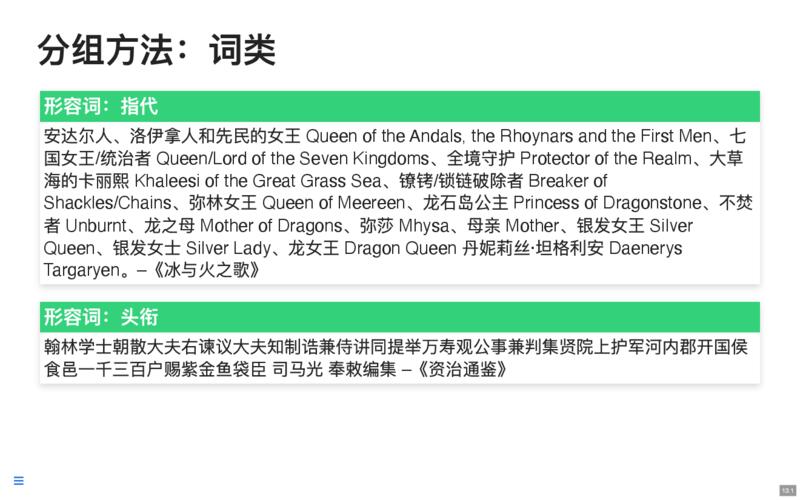 分组方法：词类
形容词：指代
安达尔人、洛伊拿人和先民的女王 Queen of the Andals, the Rhoynars and the First Men、七
国女王/统治者 Queen/Lord of the Seven Kingdoms、全境守护 Protector of the Realm、大草
海的卡丽熙 Khaleesi of the Great Grass Sea、镣铐/锁链破除者 Breaker of
Shackles/Chains、弥林女王 Queen of Meereen、龙石岛公主 Princess of Dragonstone、不焚
者 Unburnt、龙之母 Mother of Dragons、弥莎 Mhysa、母亲 Mother、银发女王 Silver
Queen、银发女士 Silver Lady、龙女王 Dragon Queen 丹妮莉丝·坦格利安 Daenerys
Targaryen。–《冰与火之歌》
形容词：头衔
翰林学士朝散大夫右谏议大夫知制诰兼侍讲同提举万寿观公事兼判集贤院上护军河内郡开国侯
食邑一千三百户赐紫金鱼袋臣 司马光 奉敕编集 –《资治通鉴》
13.1